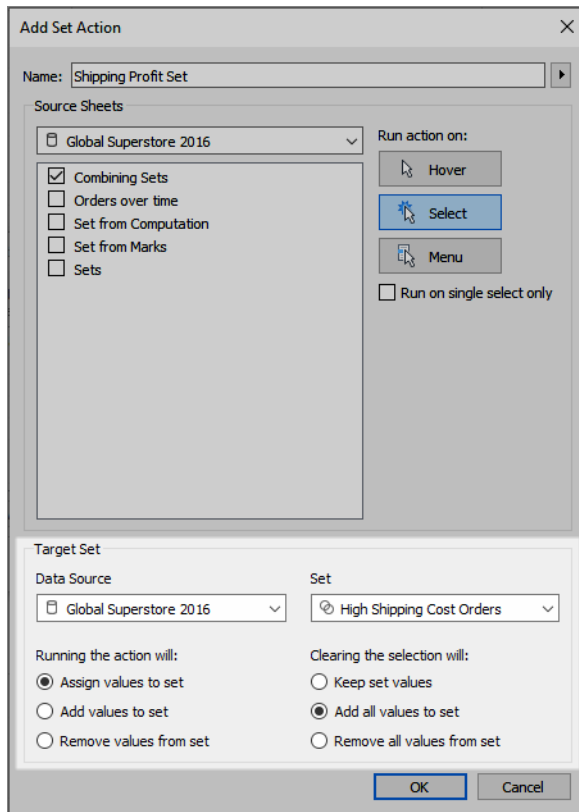 Add Set Action
Name: Shipping Profit Set
Source Sheets
Global Superstore 2016
Combining Sets
Orders over time
Set from Computation
Set from Marks
Sets
Run action on:
Hover
Select
Menu
Run on single select only
Target Set
Data Source
Global Superstore 2016
Set
High Shipping Cost Orders
Running the action will:
Assign values to set
Add values to set
Remove values from set
Clearing the selection will:
Keep set values
Add all values to set
Remove all values from set
OK
Cancel